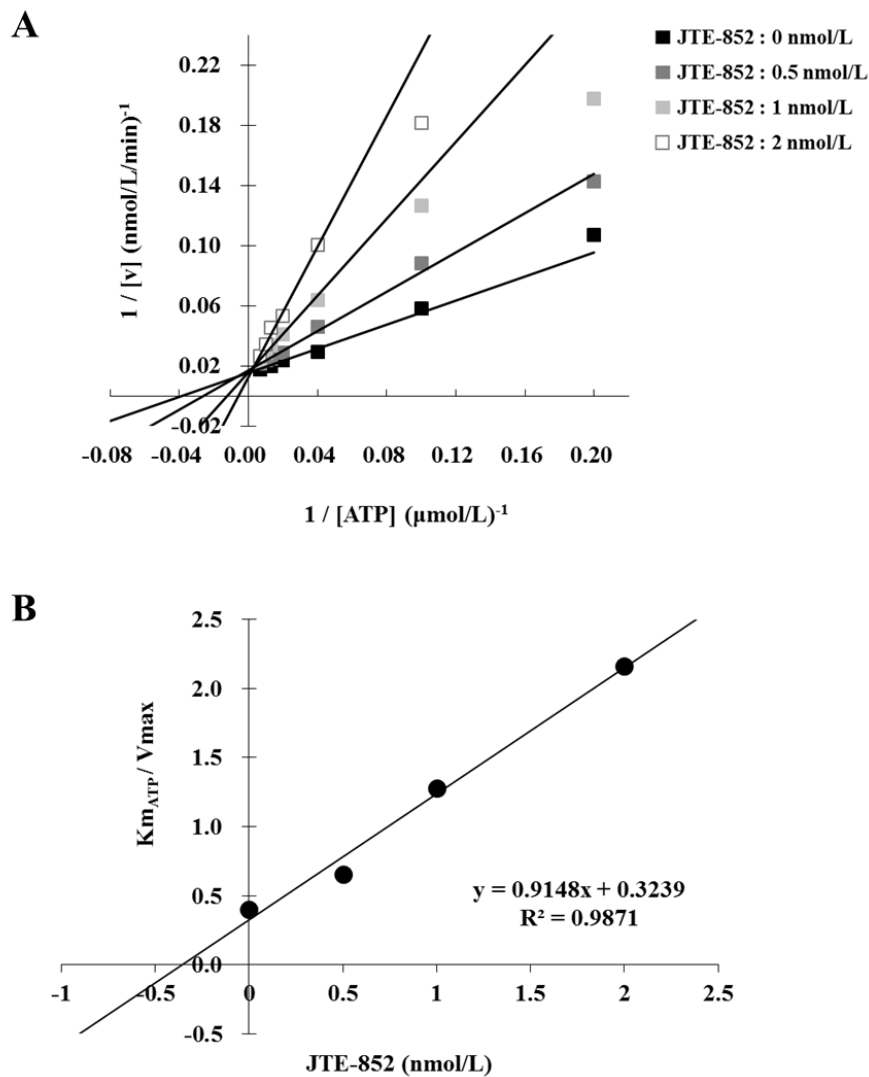 A
JTE-852 : 0 nmol/L
JTE-852 : 0.5 nmol/L
JTE-852 : 1 nmol/L
JTE-852 : 2 nmol/L
0.22
0.18
0.14
0.10
0.06
0.02
-0.02
1 / [v] (nmol/L/min)⁻¹
-0.08 -0.04 0.00 0.04 0.08 0.12 0.16 0.20
1 / [ATP] (μmol/L)⁻¹
B
2.5
2.0
1.5
1.0
0.5
0.0
-0.5
Km_ATP / Vmax
y = 0.9148x + 0.3239
R² = 0.9871
-1 -0.5 0 0.5 1 1.5 2 2.5
JTE-852 (nmol/L)